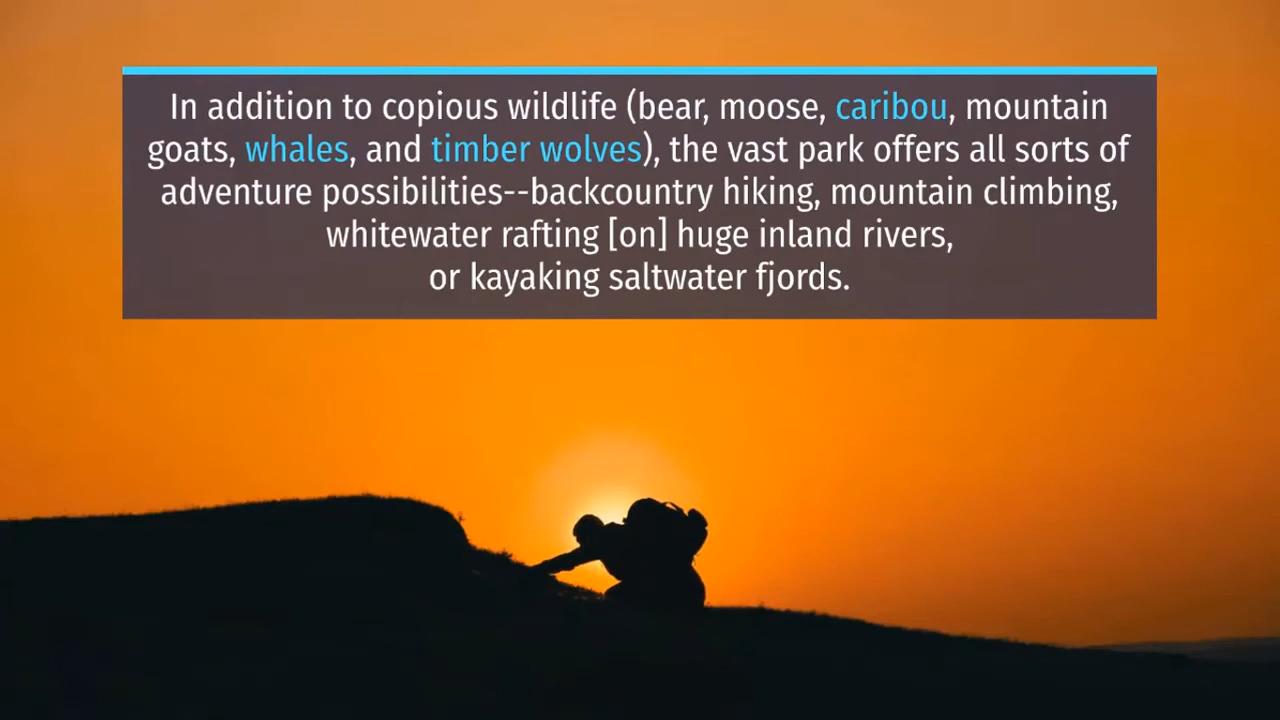 In addition to copious wildlife (bear, moose, caribou, mountain
goats, whales, and timber wolves), the vast park offers all sorts of
adventure possibilities--backcountry hiking, mountain climbing,
whitewater rafting [on] huge inland rivers,
or kayaking saltwater fjords.